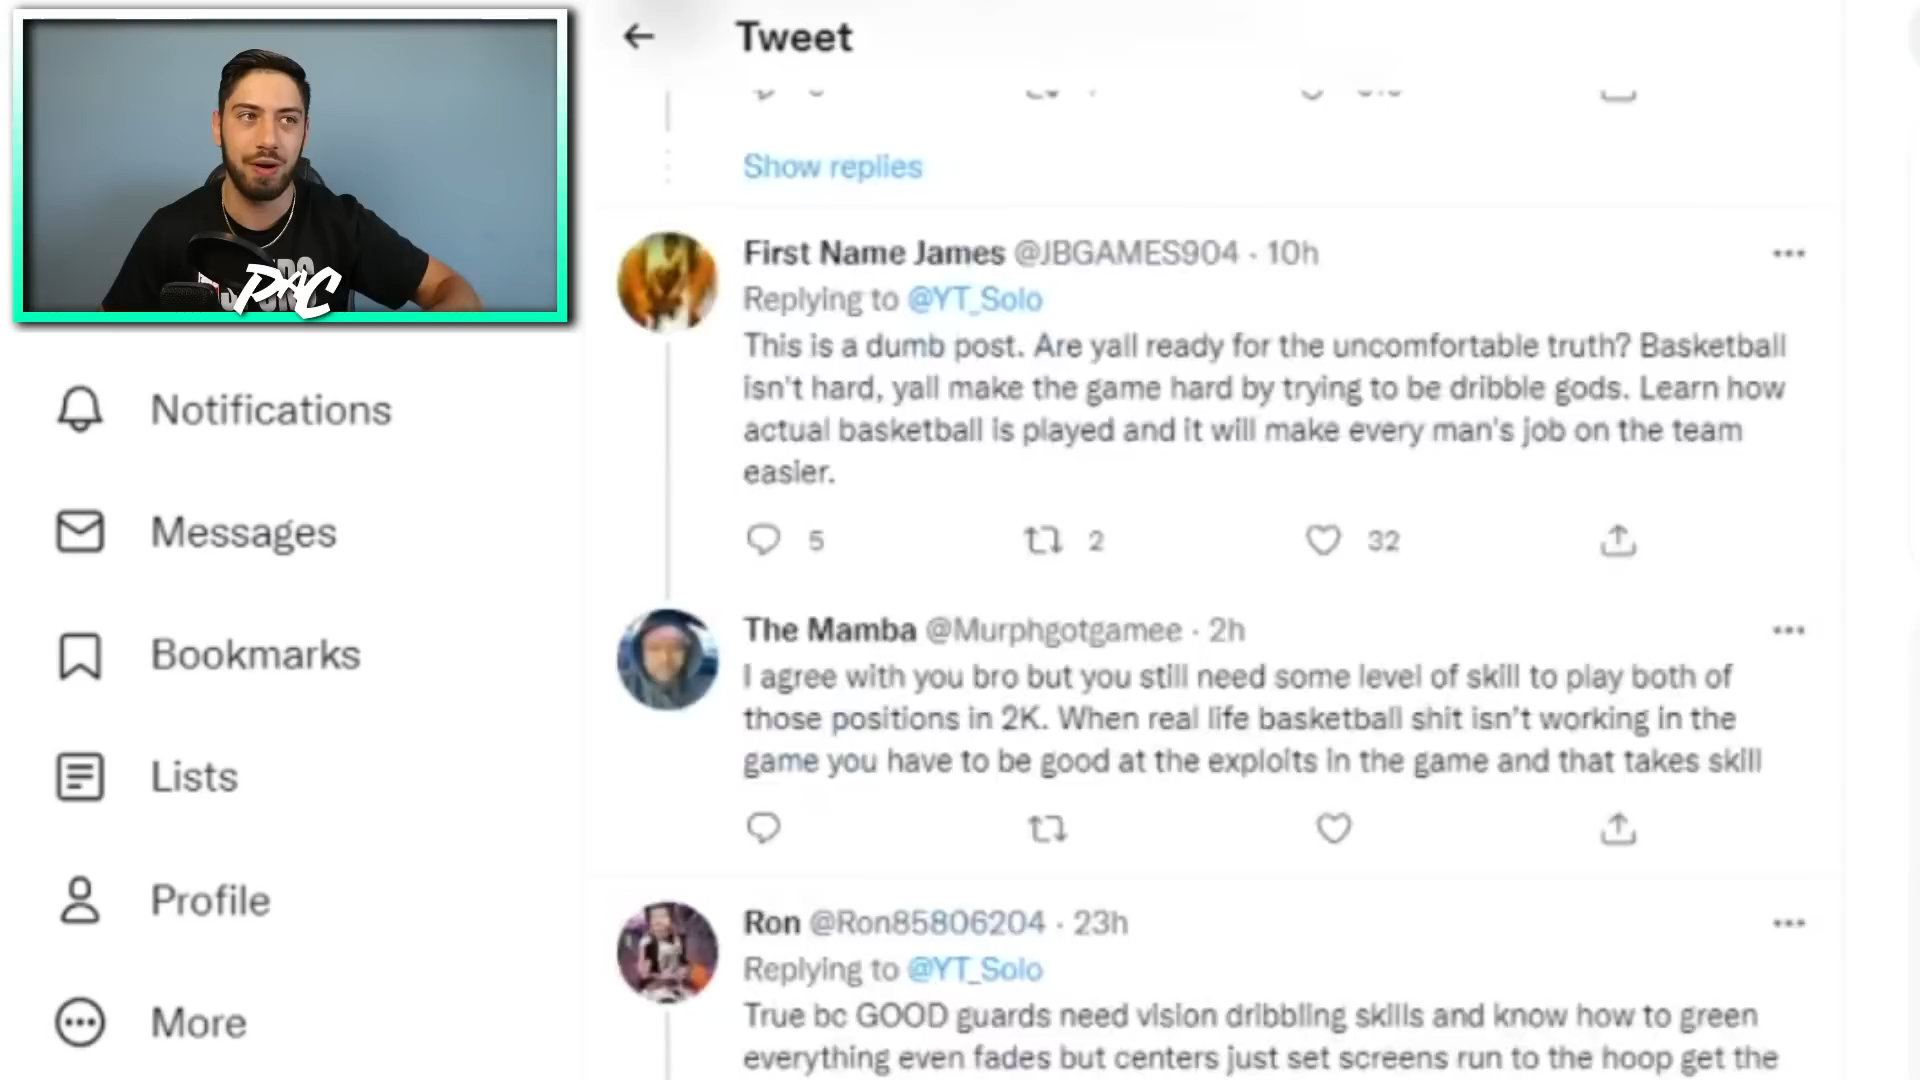 Tweet
Show replies
First Name James @JBGAMES904 · 10h
Replying to @YT_Solo
This is a dumb post. Are yall ready for the uncomfortable truth? Basketball
isn't hard, yall make the game hard by trying to be dribble gods. Learn how
actual basketball is played and it will make every man's job on the team
easier.
5 2 32
The Mamba @Murphgotgamee · 2h
I agree with you bro but you still need some level of skill to play both of
those positions in 2K. When real life basketball shit isn't working in the
game you have to be good at the exploits in the game and that takes skill
Ron @Ron85806204 · 23h
Replying to @YT_Solo
True bc GOOD guards need vision dribbling skills and know how to green
everything even fades but centers just set screens run to the hoop get the
PAC
Notifications
Messages
Bookmarks
Lists
Profile
More